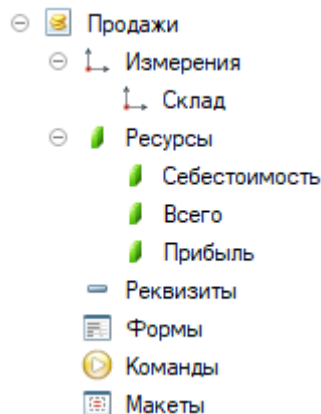 Продажи
Измерения
Склад
Ресурсы
Себестоимость
Всего
Прибыль
Реквизиты
Формы
Команды
Макеты